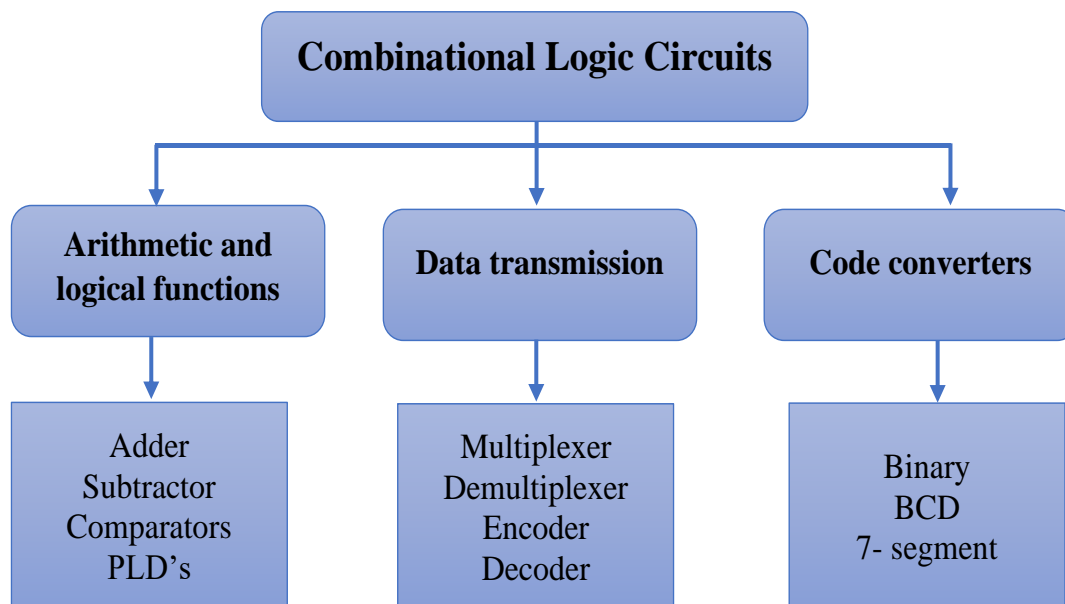 Combinational Logic Circuits
Arithmetic and
logical functions
Data transmission
Code converters
Adder
Subtractor
Comparators
PLD’s
Multiplexer
Demultiplexer
Encoder
Decoder
Binary
BCD
7- segment